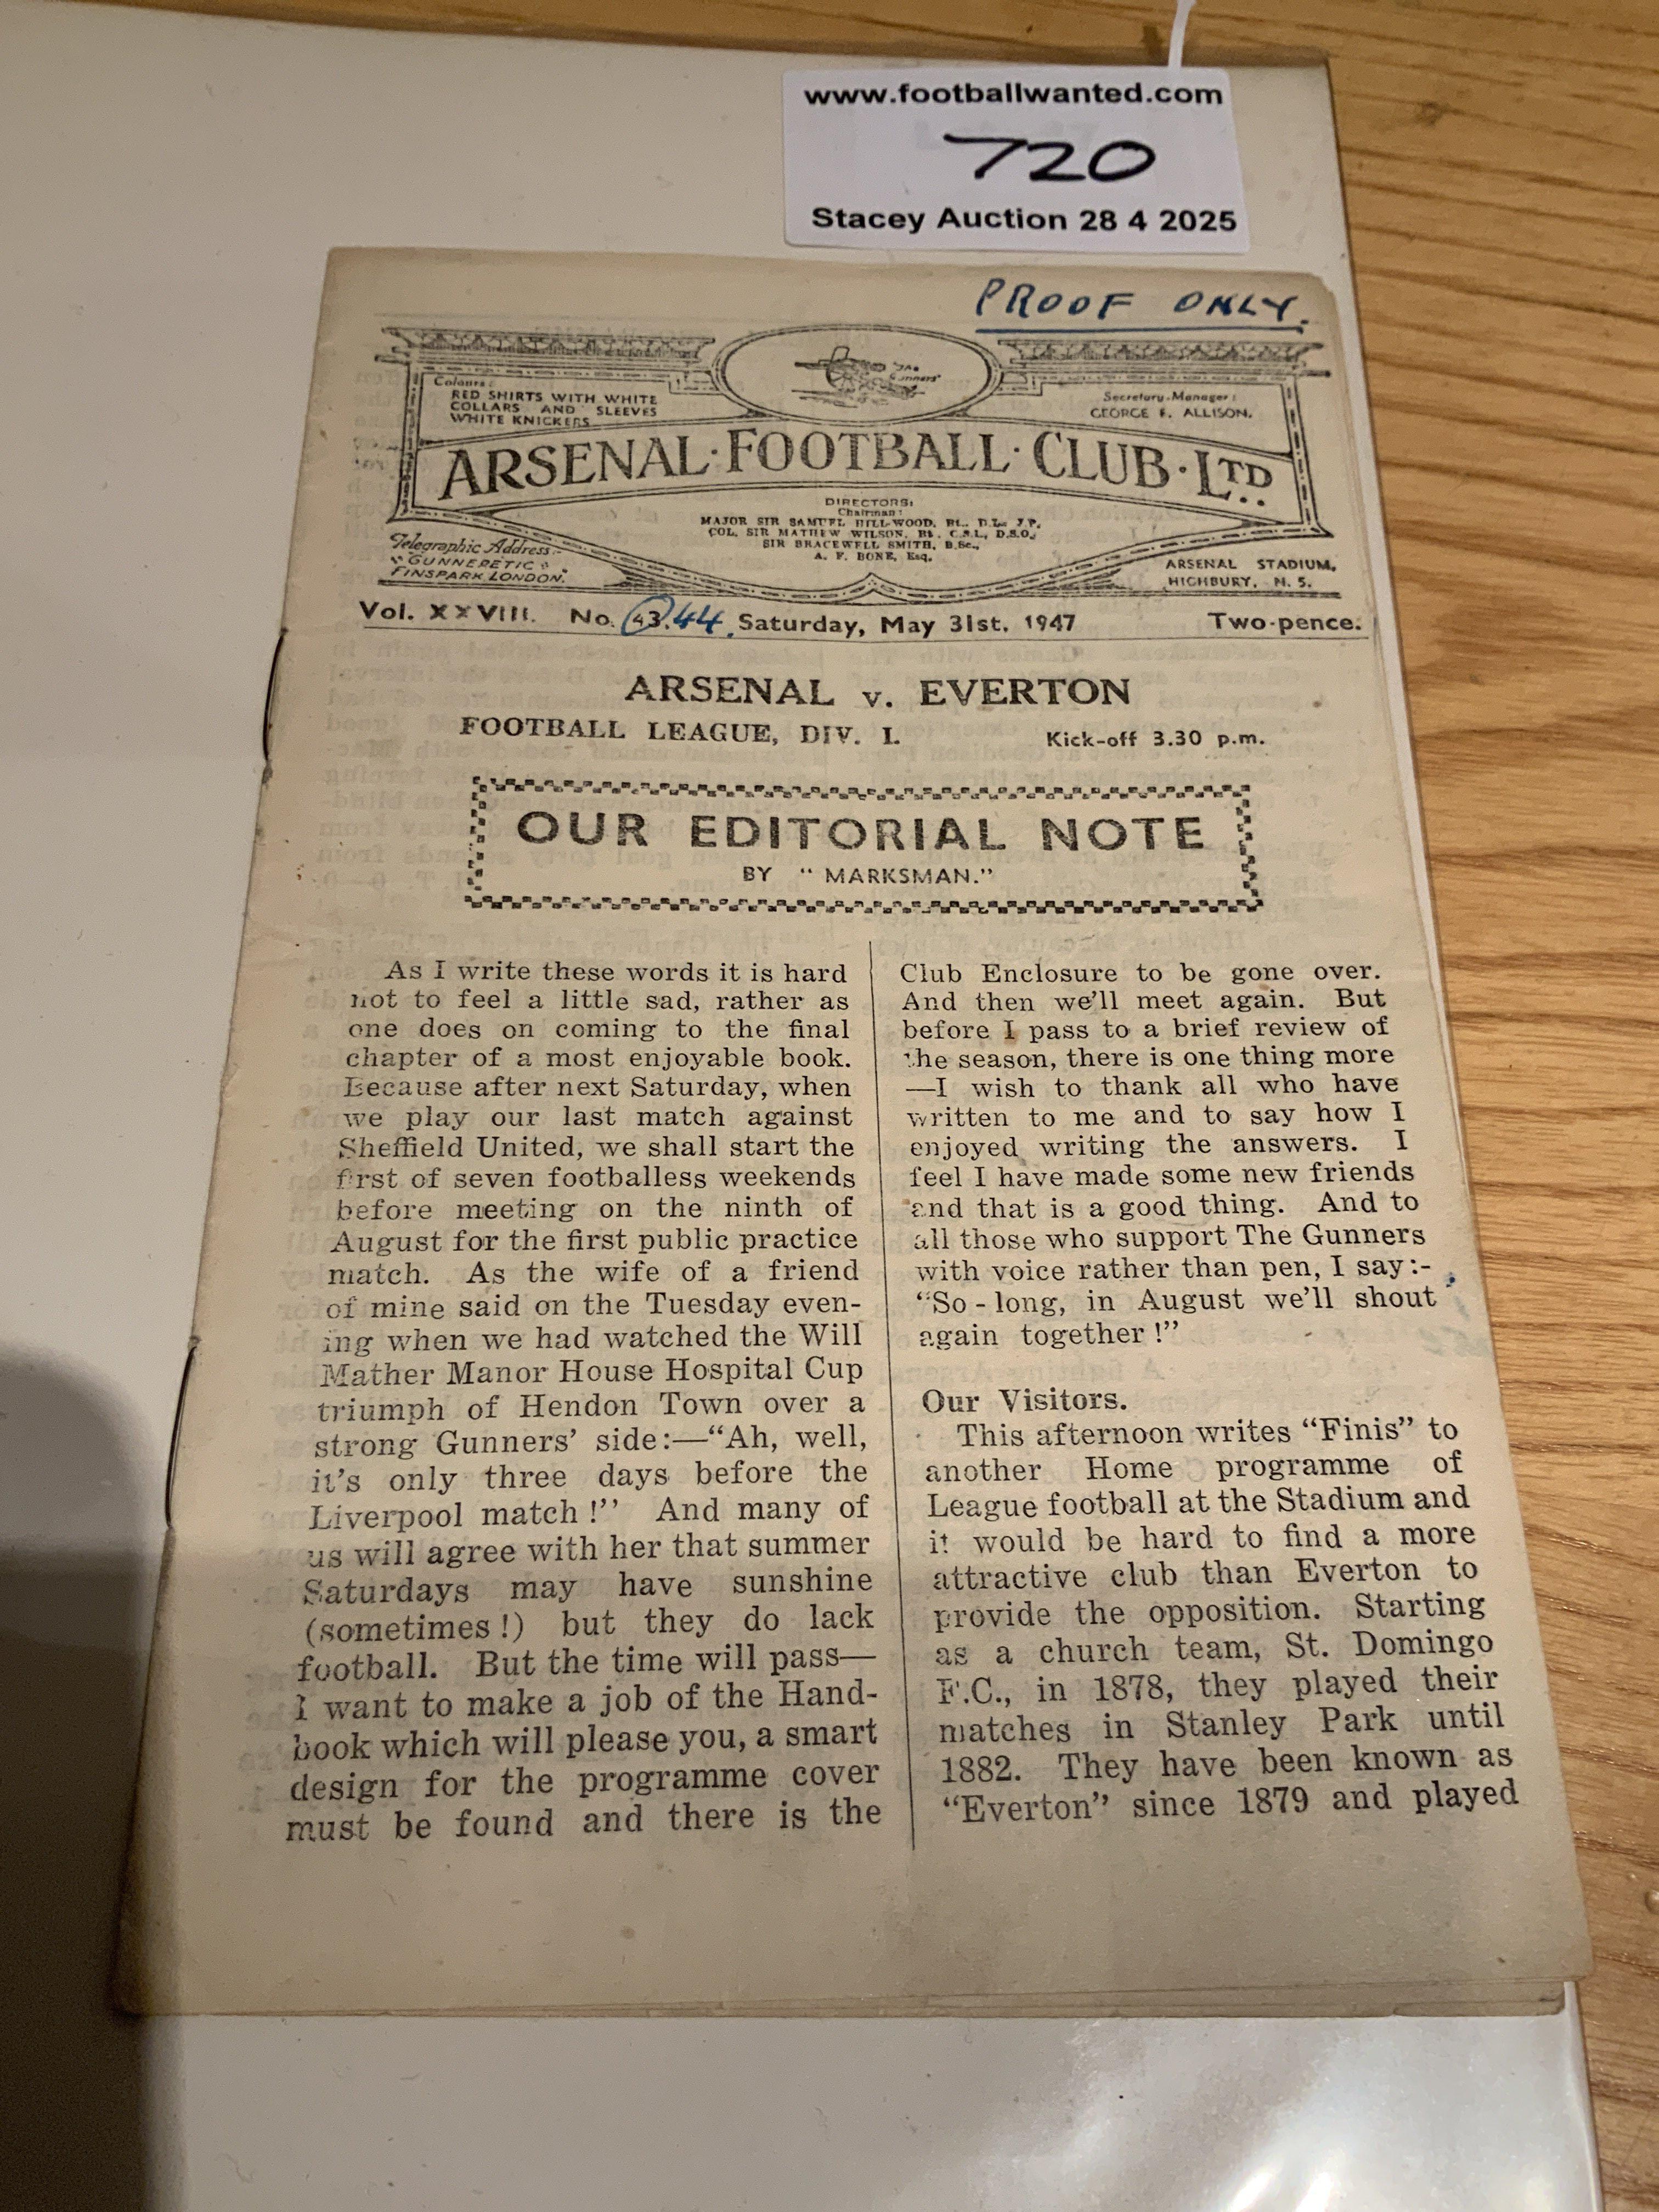 www.footballwanted.com
720
Stacey Auction 28 4 2025
PROOF ONLY.
"The Gunners"
Colours:
RED SHIRTS WITH WHITE
COLLARS AND SLEEVES
WHITE KNICKERS
Secretary-Manager:
GEORGE F. ALLISON.
ARSENAL · FOOTBALL · CLUB · LTD.
DIRECTORS:
Chairman:
MAJOR SIR SAMUEL HILL-WOOD, Bt., D.L., J.P.
COL. SIR MATHEW WILSON, Bt., C.S.I., D.S.O.,
SIR BRACEWELL SMITH, B.Sc.,
A. F. BONE, Esq.
Telegraphic Address:-
"GUNNERETIC"
FINSPARK, LONDON."
ARSENAL STADIUM,
HIGHBURY, N. 5.
Vol. XXVIII. No. 43. 44. Saturday, May 31st. 1947 Two-pence.
ARSENAL v. EVERTON
FOOTBALL LEAGUE, DIV. I. Kick-off 3.30 p.m.
OUR EDITORIAL NOTE
BY "MARKSMAN."
As I write these words it is hard
not to feel a little sad, rather as
one does on coming to the final
chapter of a most enjoyable book.
Because after next Saturday, when
we play our last match against
Sheffield United, we shall start the
first of seven footballess weekends
before meeting on the ninth of
August for the first public practice
match. As the wife of a friend
of mine said on the Tuesday even-
ing when we had watched the Will
Mather Manor House Hospital Cup
triumph of Hendon Town over a
strong Gunners' side:—"Ah, well,
it's only three days before the
Liverpool match!" And many of
us will agree with her that summer
Saturdays may have sunshine
(sometimes!) but they do lack
football. But the time will pass—
I want to make a job of the Hand-
book which will please you, a smart
design for the programme cover
must be found and there is the
Club Enclosure to be gone over.
And then we'll meet again. But
before I pass to a brief review of
the season, there is one thing more
—I wish to thank all who have
written to me and to say how I
enjoyed writing the answers. I
feel I have made some new friends
and that is a good thing. And to
all those who support The Gunners
with voice rather than pen, I say:-
"So-long, in August we'll shout
again together!"
Our Visitors.
This afternoon writes "Finis" to
another Home programme of
League football at the Stadium and
it would be hard to find a more
attractive club than Everton to
provide the opposition. Starting
as a church team, St. Domingo
F.C., in 1878, they played their
matches in Stanley Park until
1882. They have been known as
"Everton" since 1879 and played